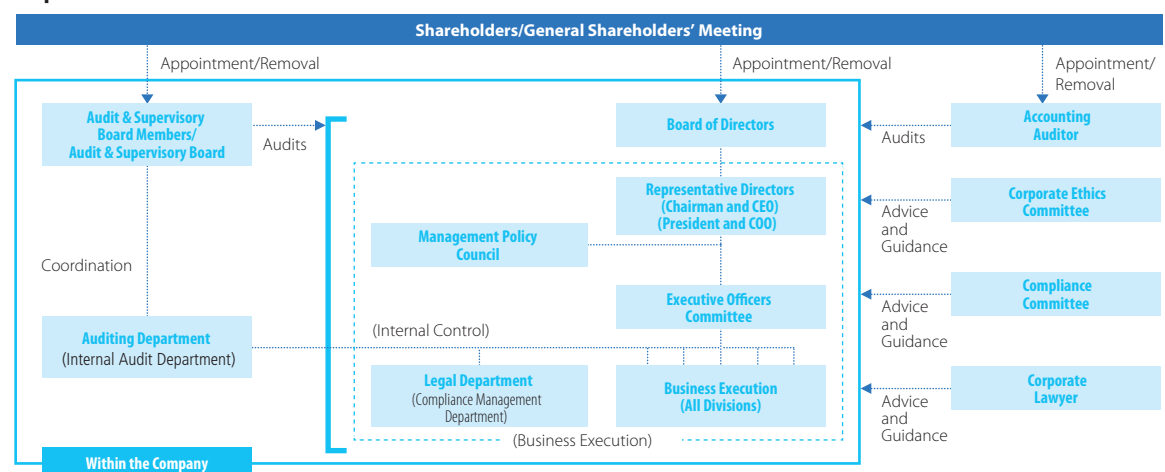 Shareholders/General Shareholders' Meeting
Appointment/Removal
Appointment/Removal
Appointment/
Removal
Audit & Supervisory
Board Members/
Audit & Supervisory Board
Audits
Board of Directors
Audits
Accounting
Auditor
Representative Directors
(Chairman and CEO)
(President and COO)
Advice
and
Guidance
Corporate Ethics
Committee
Management Policy
Council
Coordination
Executive Officers
Committee
Advice
and
Guidance
Compliance
Committee
Auditing Department
(Internal Audit Department)
(Internal Control)
Legal Department
(Compliance Management
Department)
Business Execution
(All Divisions)
Advice
and
Guidance
Corporate
Lawyer
(Business Execution)
Within the Company